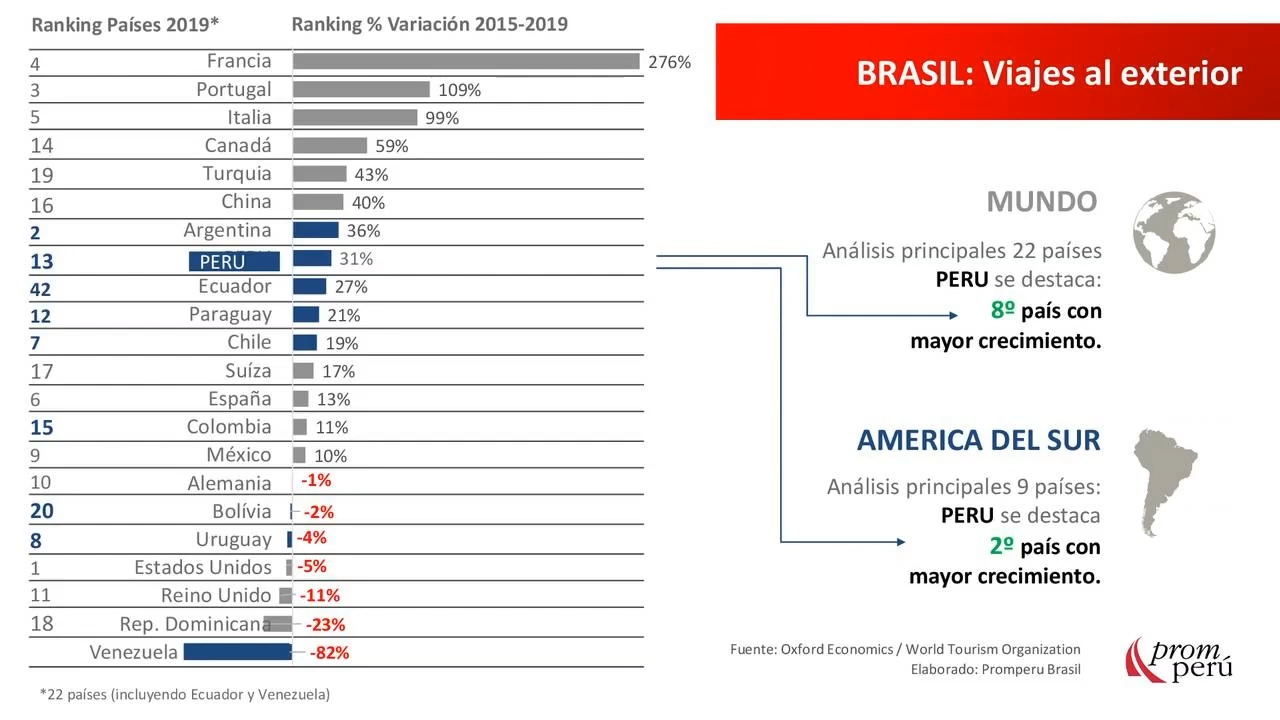 Ranking Países 2019*
Ranking % Variación 2015-2019
4 Francia 276%
3 Portugal 109%
5 Italia 99%
14 Canadá 59%
19 Turquia 43%
16 China 40%
2 Argentina 36%
13 PERU 31%
42 Ecuador 27%
12 Paraguay 21%
7 Chile 19%
17 Suíza 17%
6 España 13%
15 Colombia 11%
9 México 10%
10 Alemania -1%
20 Bolívia -2%
8 Uruguay -4%
1 Estados Unidos -5%
11 Reino Unido -11%
18 Rep. Dominicana -23%
Venezuela -82%
*22 países (incluyendo Ecuador y Venezuela)
BRASIL: Viajes al exterior
MUNDO
Análisis principales 22 países
PERU se destaca:
8º país con
mayor crecimiento.
AMERICA DEL SUR
Análisis principales 9 países:
PERU se destaca
2º país con
mayor crecimiento.
Fuente: Oxford Economics / World Tourism Organization
Elaborado: Promperu Brasil
prom
perú